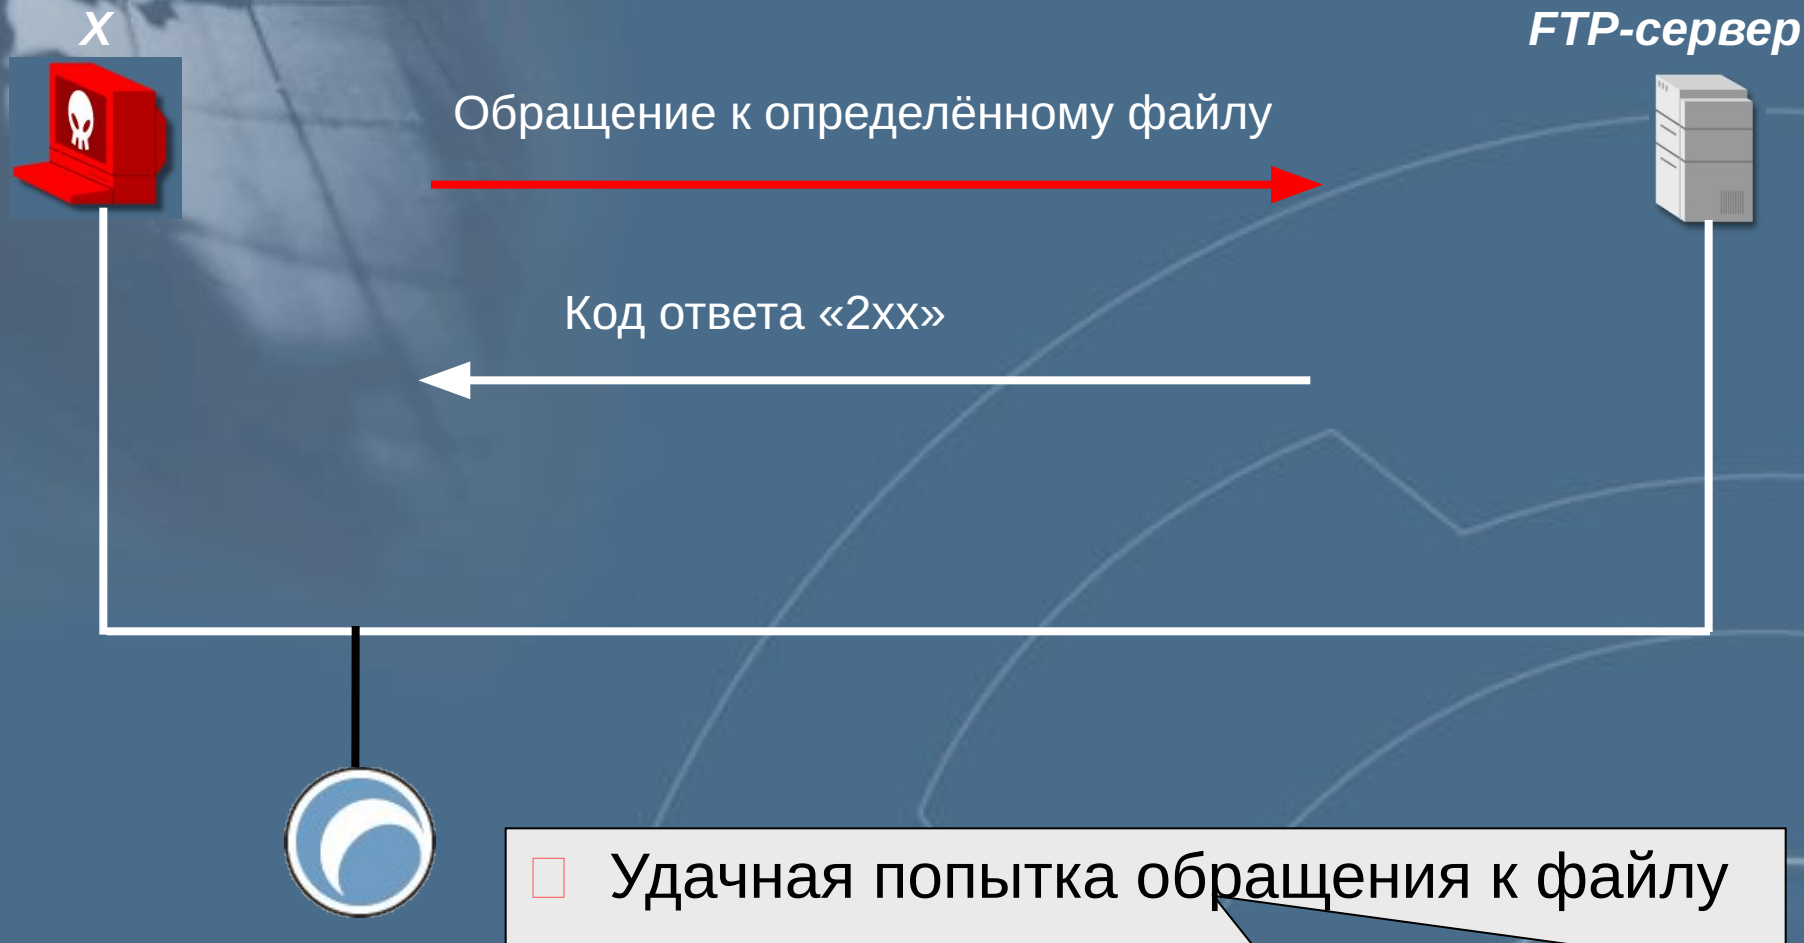 X
FTP-сервер
Обращение к определённому файлу
Код ответа «2xx»
Удачная попытка обращения к файлу